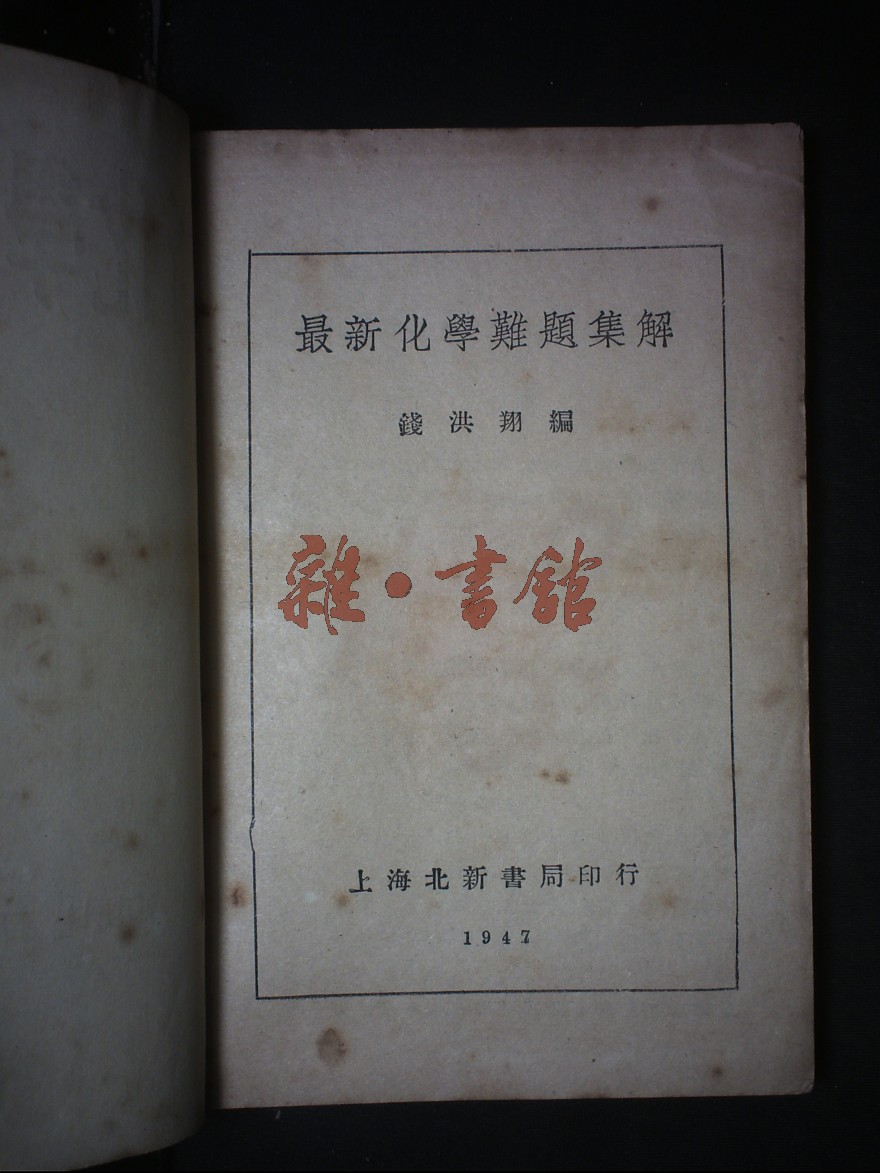 最新化學難題集解
錢洪翔編
雜·書館
上海北新書局印行
1947